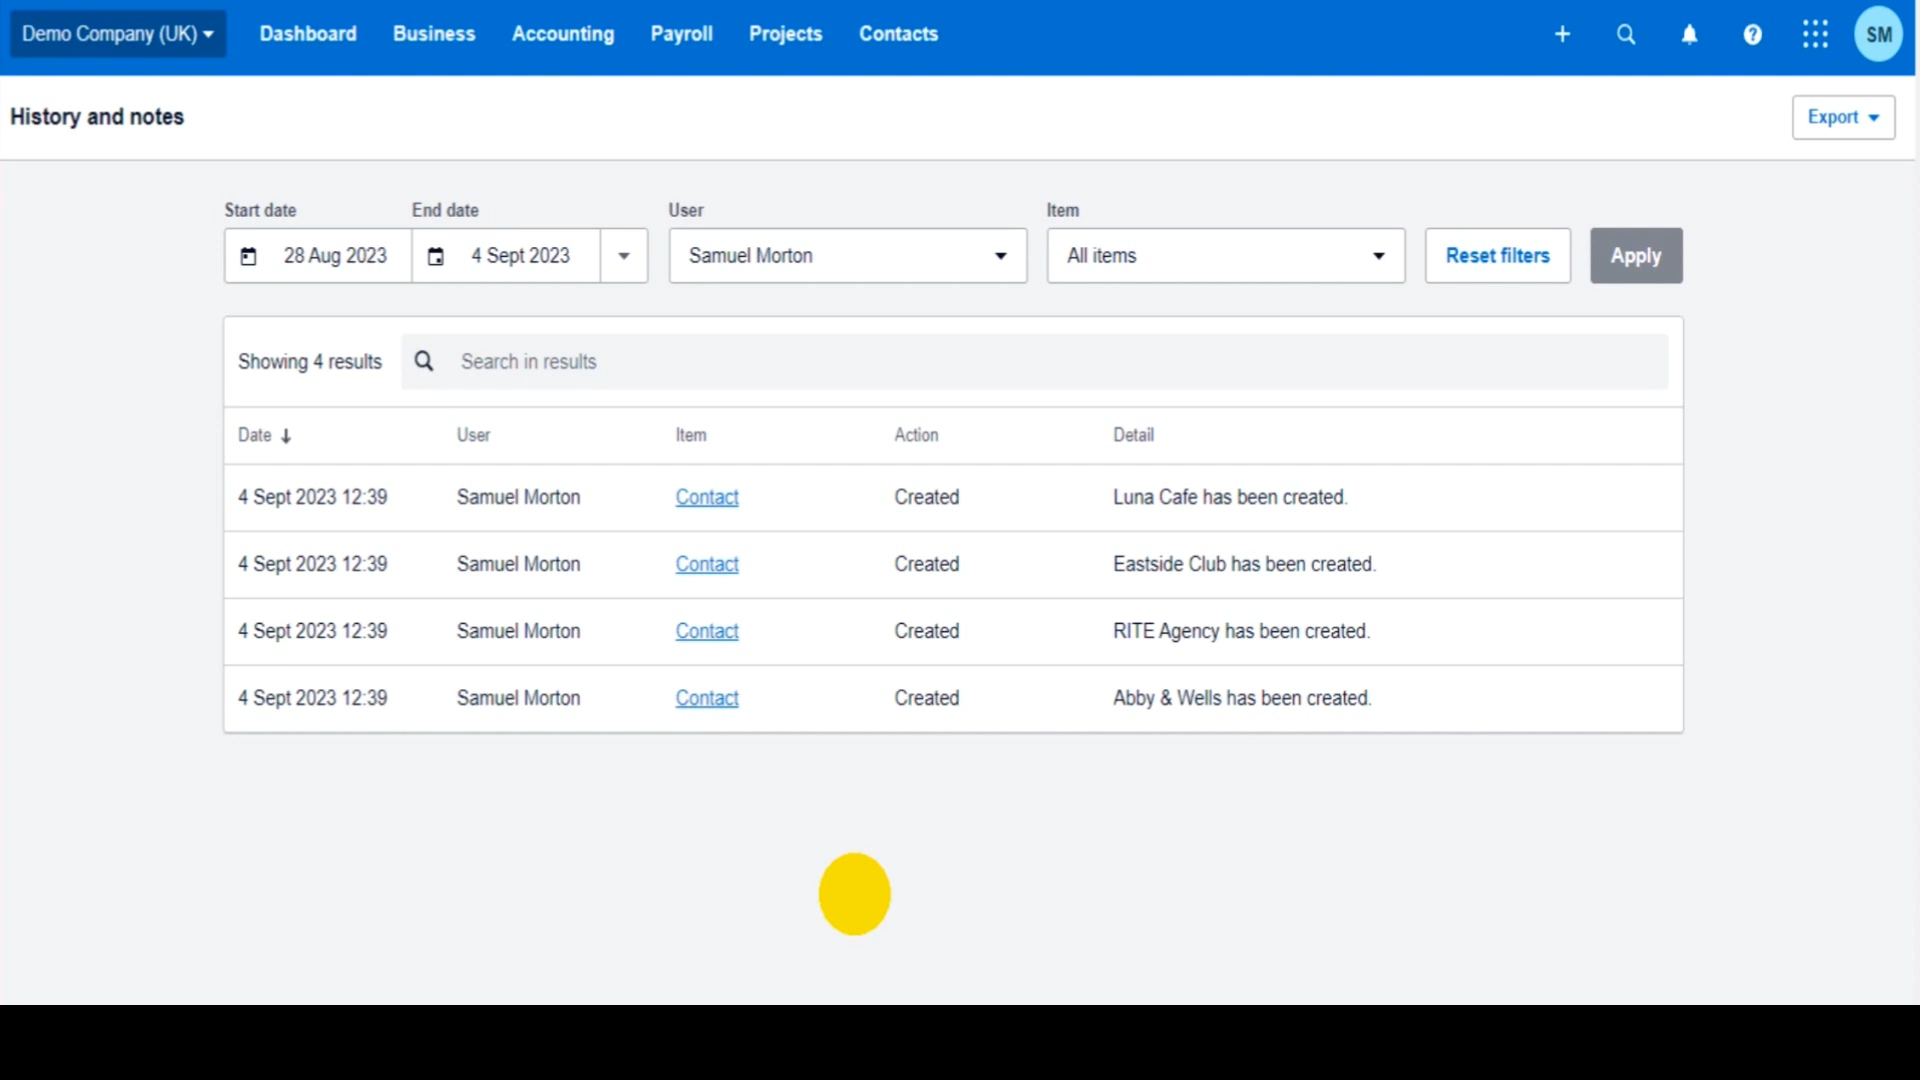 Demo Company (UK) Dashboard Business Accounting Payroll Projects Contacts SM
History and notes Export
Start date End date User Item
28 Aug 2023 4 Sept 2023 Samuel Morton All items Reset filters Apply
Showing 4 results Search in results
Date User Item Action Detail
4 Sept 2023 12:39 Samuel Morton Contact Created Luna Cafe has been created.
4 Sept 2023 12:39 Samuel Morton Contact Created Eastside Club has been created.
4 Sept 2023 12:39 Samuel Morton Contact Created RITE Agency has been created.
4 Sept 2023 12:39 Samuel Morton Contact Created Abby & Wells has been created.